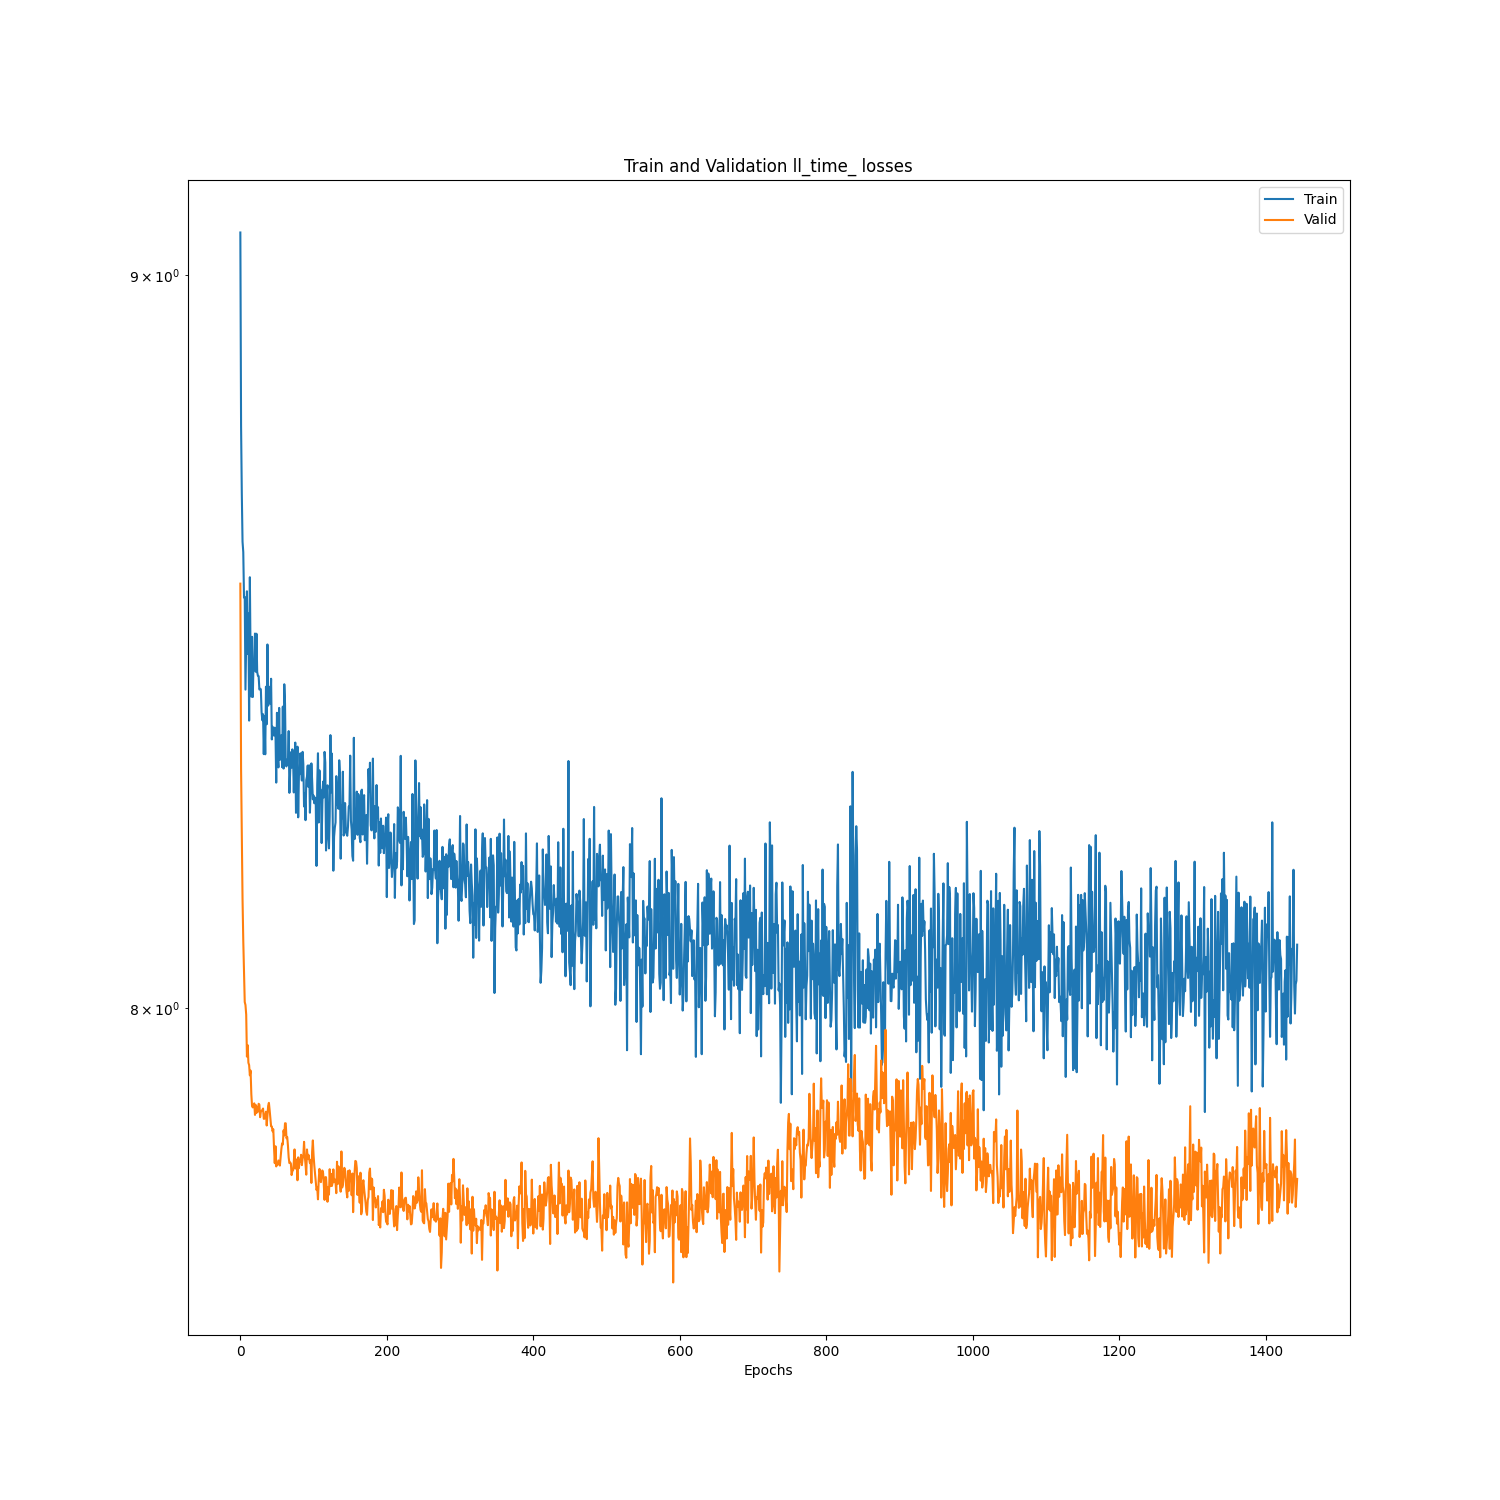 Train and Validation ll_time_ losses
Train
Valid
9 × 10⁰
8 × 10⁰
0 200 400 600 800 1000 1200 1400
Epochs